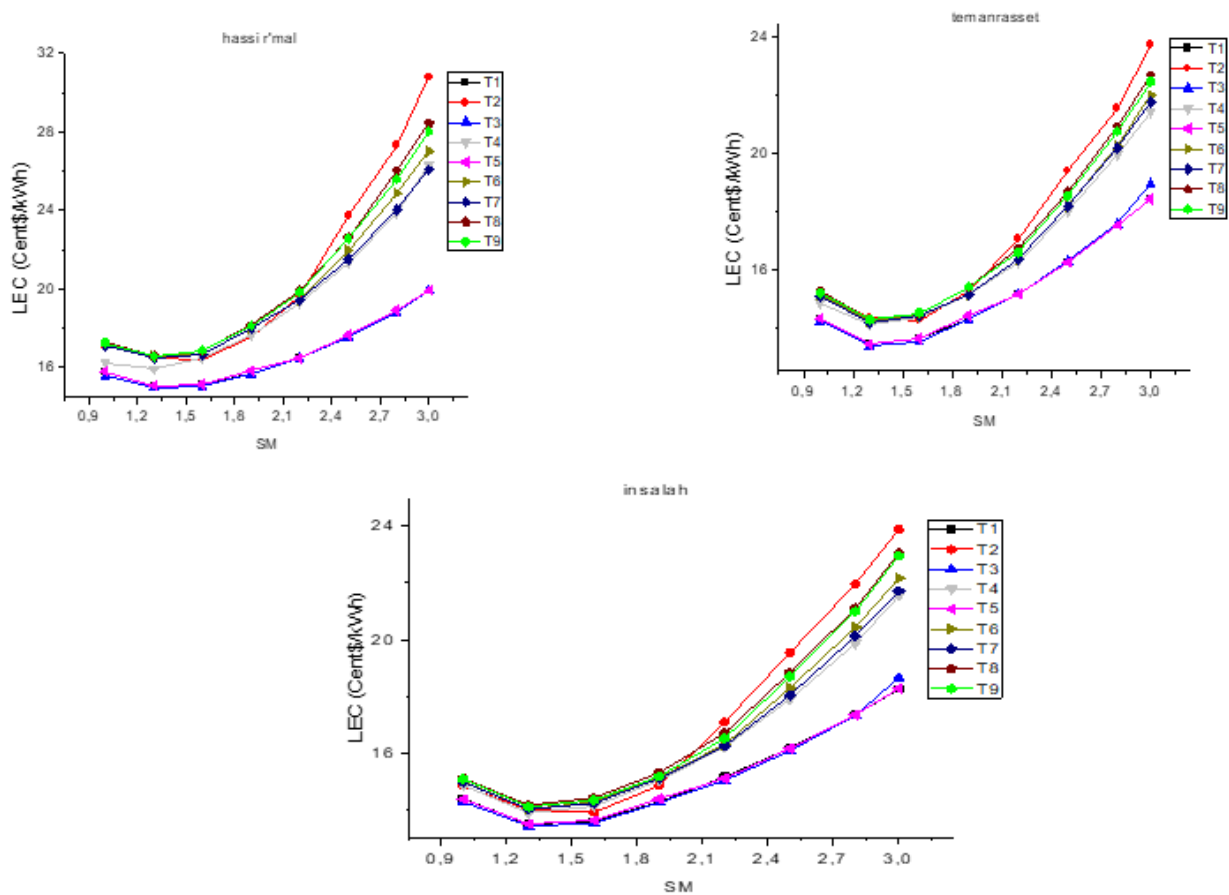 hassi r'mal
LEC (Cent$/kWh)
32
28
24
20
16
0,9 1,2 1,5 1,8 2,1 2,4 2,7 3,0
SM
T1
T2
T3
T4
T5
T6
T7
T8
T9
temanrasset
LEC (Cent$/kWh)
24
20
16
0,9 1,2 1,5 1,8 2,1 2,4 2,7 3,0
SM
T1
T2
T3
T4
T5
T6
T7
T8
T9
insalah
LEC (Cent$/kWh)
24
20
16
0,9 1,2 1,5 1,8 2,1 2,4 2,7 3,0
SM
T1
T2
T3
T4
T5
T6
T7
T8
T9